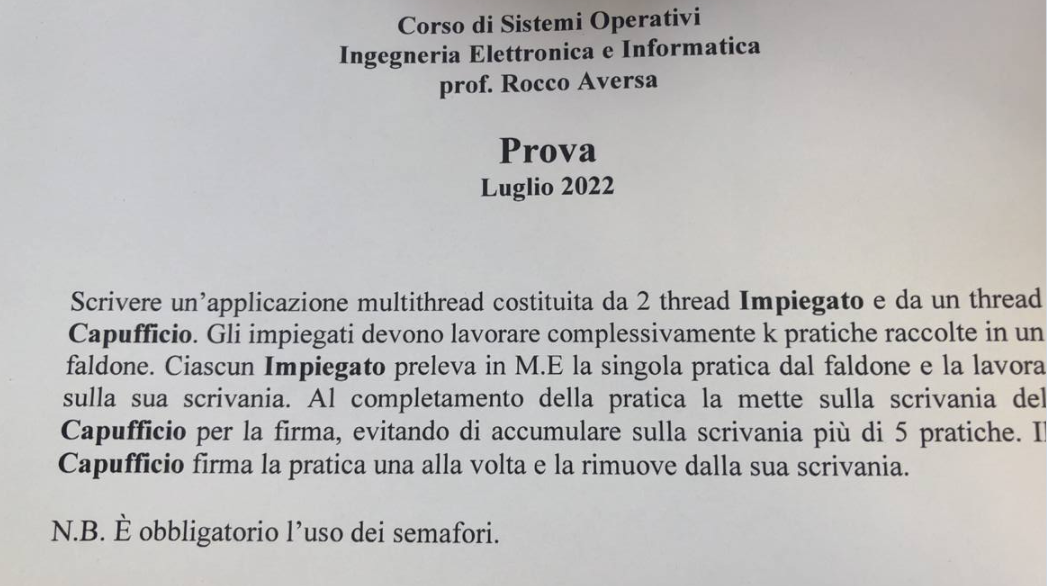 Corso di Sistemi Operativi
Ingegneria Elettronica e Informatica
prof. Rocco Aversa
Prova
Luglio 2022
Scrivere un'applicazione multithread costituita da 2 thread Impiegato e da un thread
Capufficio. Gli impiegati devono lavorare complessivamente k pratiche raccolte in un
faldone. Ciascun Impiegato preleva in M.E la singola pratica dal faldone e la lavora
sulla sua scrivania. Al completamento della pratica la mette sulla scrivania del
Capufficio per la firma, evitando di accumulare sulla scrivania più di 5 pratiche. Il
Capufficio firma la pratica una alla volta e la rimuove dalla sua scrivania.
N.B. È obbligatorio l'uso dei semafori.